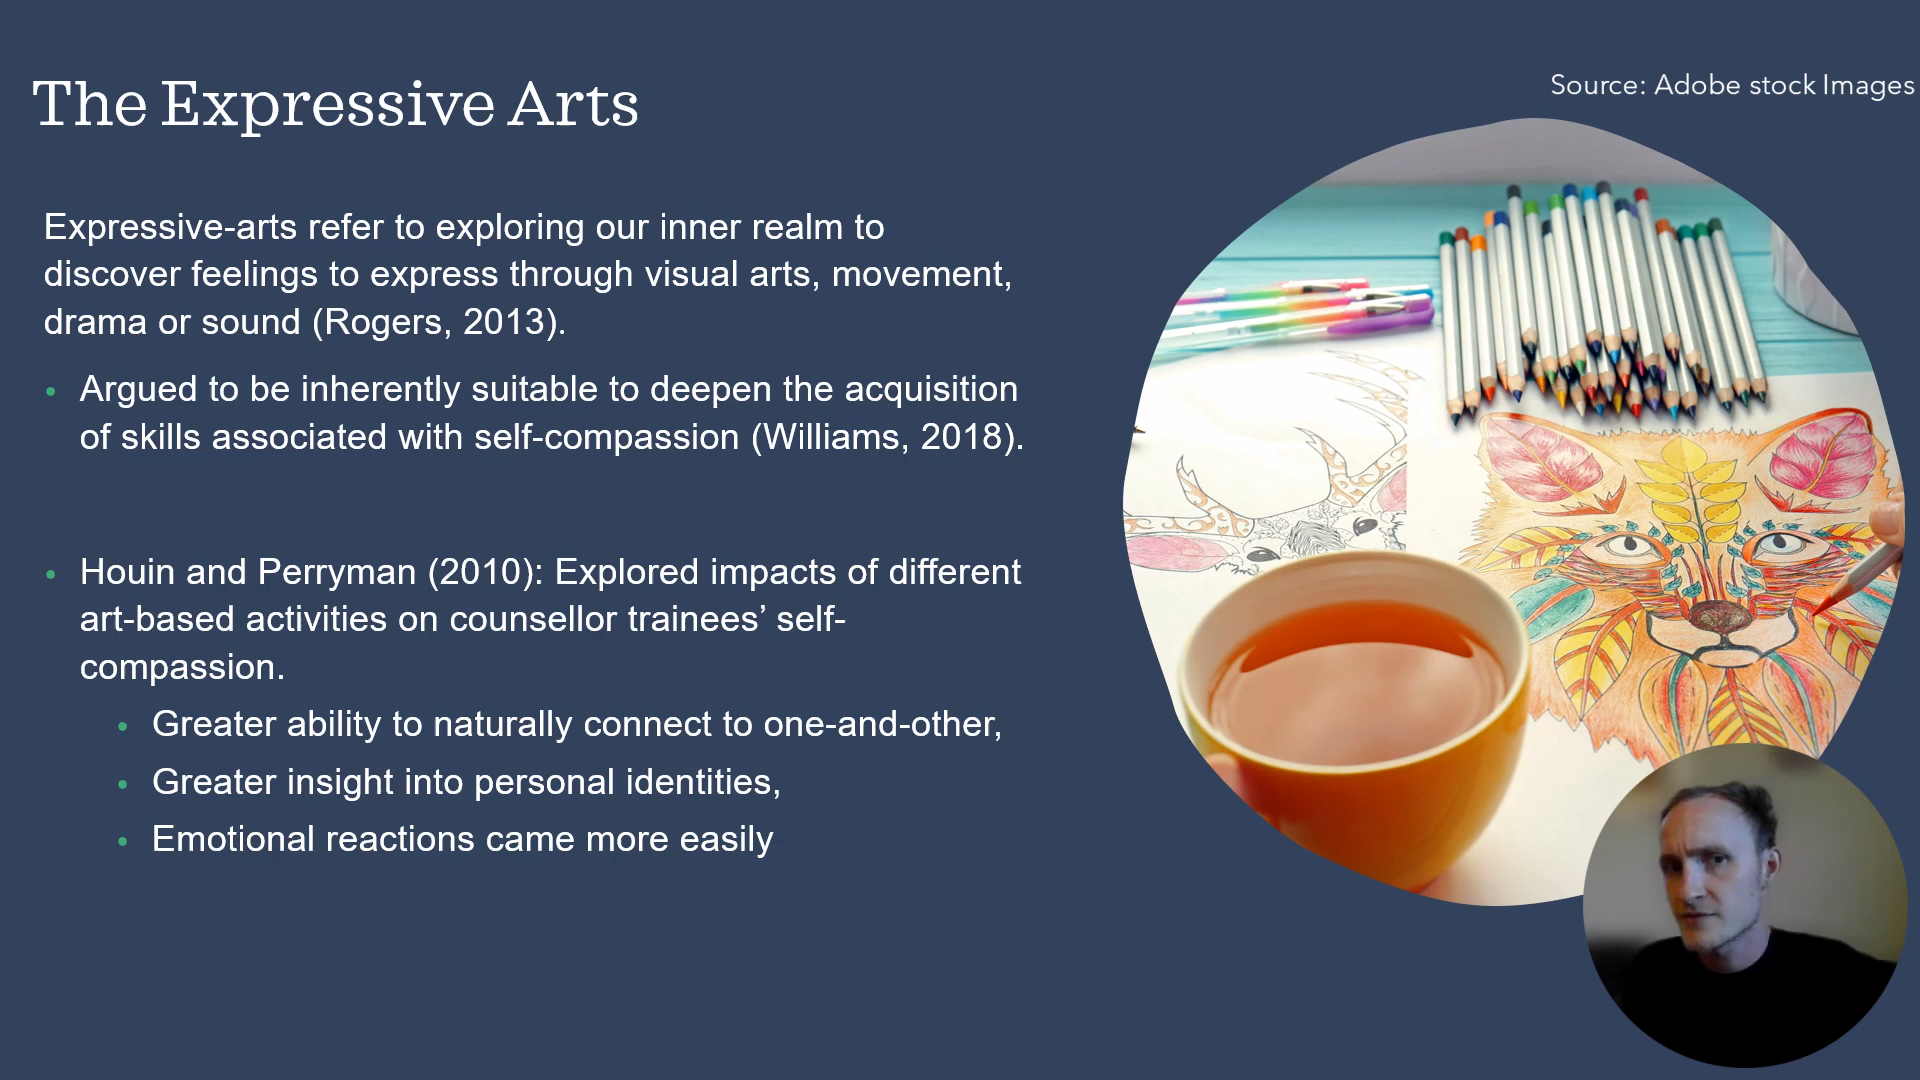 The Expressive Arts
Source: Adobe stock Images
Expressive-arts refer to exploring our inner realm to
discover feelings to express through visual arts, movement,
drama or sound (Rogers, 2013).
• Argued to be inherently suitable to deepen the acquisition
of skills associated with self-compassion (Williams, 2018).
• Houin and Perryman (2010): Explored impacts of different
art-based activities on counsellor trainees’ self-
compassion.
• Greater ability to naturally connect to one-and-other,
• Greater insight into personal identities,
• Emotional reactions came more easily